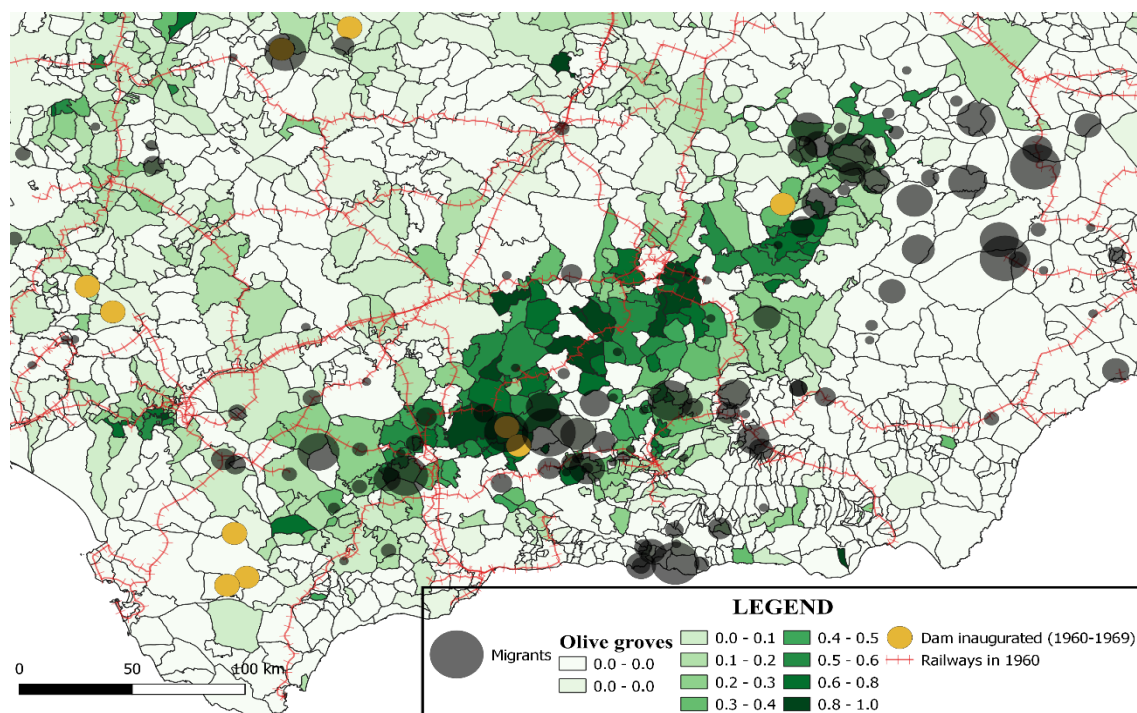 LEGEND
Migrants
Olive groves
0.0 - 0.0
0.0 - 0.0
0.0 - 0.1
0.1 - 0.2
0.2 - 0.3
0.3 - 0.4
0.4 - 0.5
0.5 - 0.6
0.6 - 0.8
0.8 - 1.0
Dam inaugurated (1960-1969)
Railways in 1960
0 50 100 km